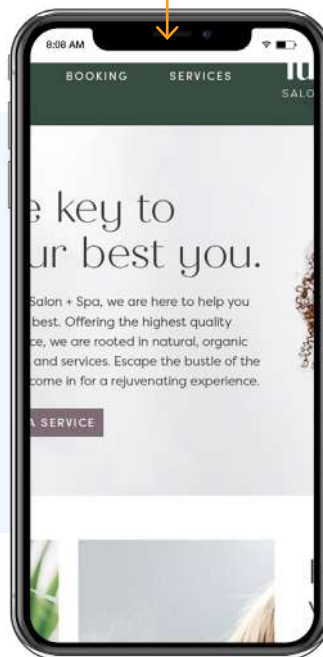 8:08 AM
BOOKING SERVICES
SALO
e key to
ur best you.
Salon + Spa, we are here to help you
best. Offering the highest quality
ce, we are rooted in natural, organic
and services. Escape the bustle of the
come in for a rejuvenating experience.
A SERVICE